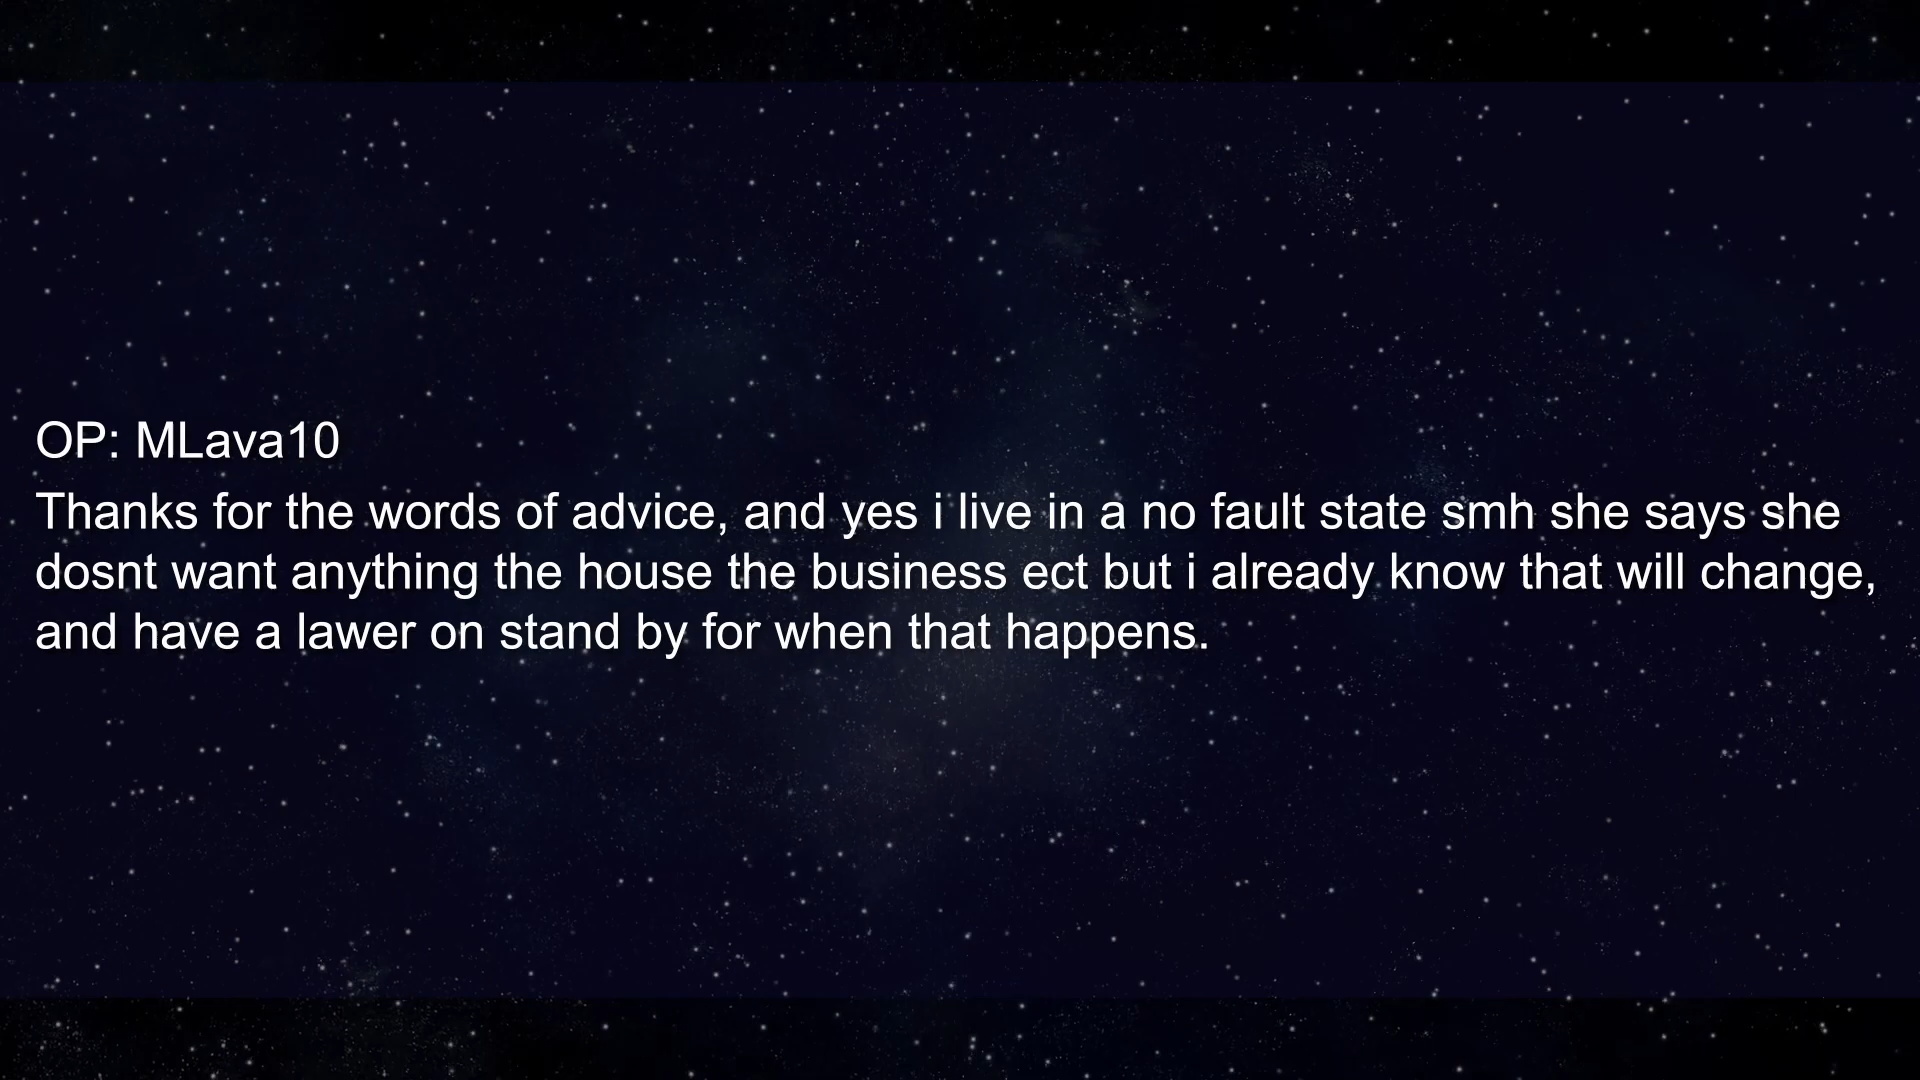 OP: MLava10
Thanks for the words of advice, and yes i live in a no fault state smh she says she
dosnt want anything the house the business ect but i already know that will change,
and have a lawer on stand by for when that happens.